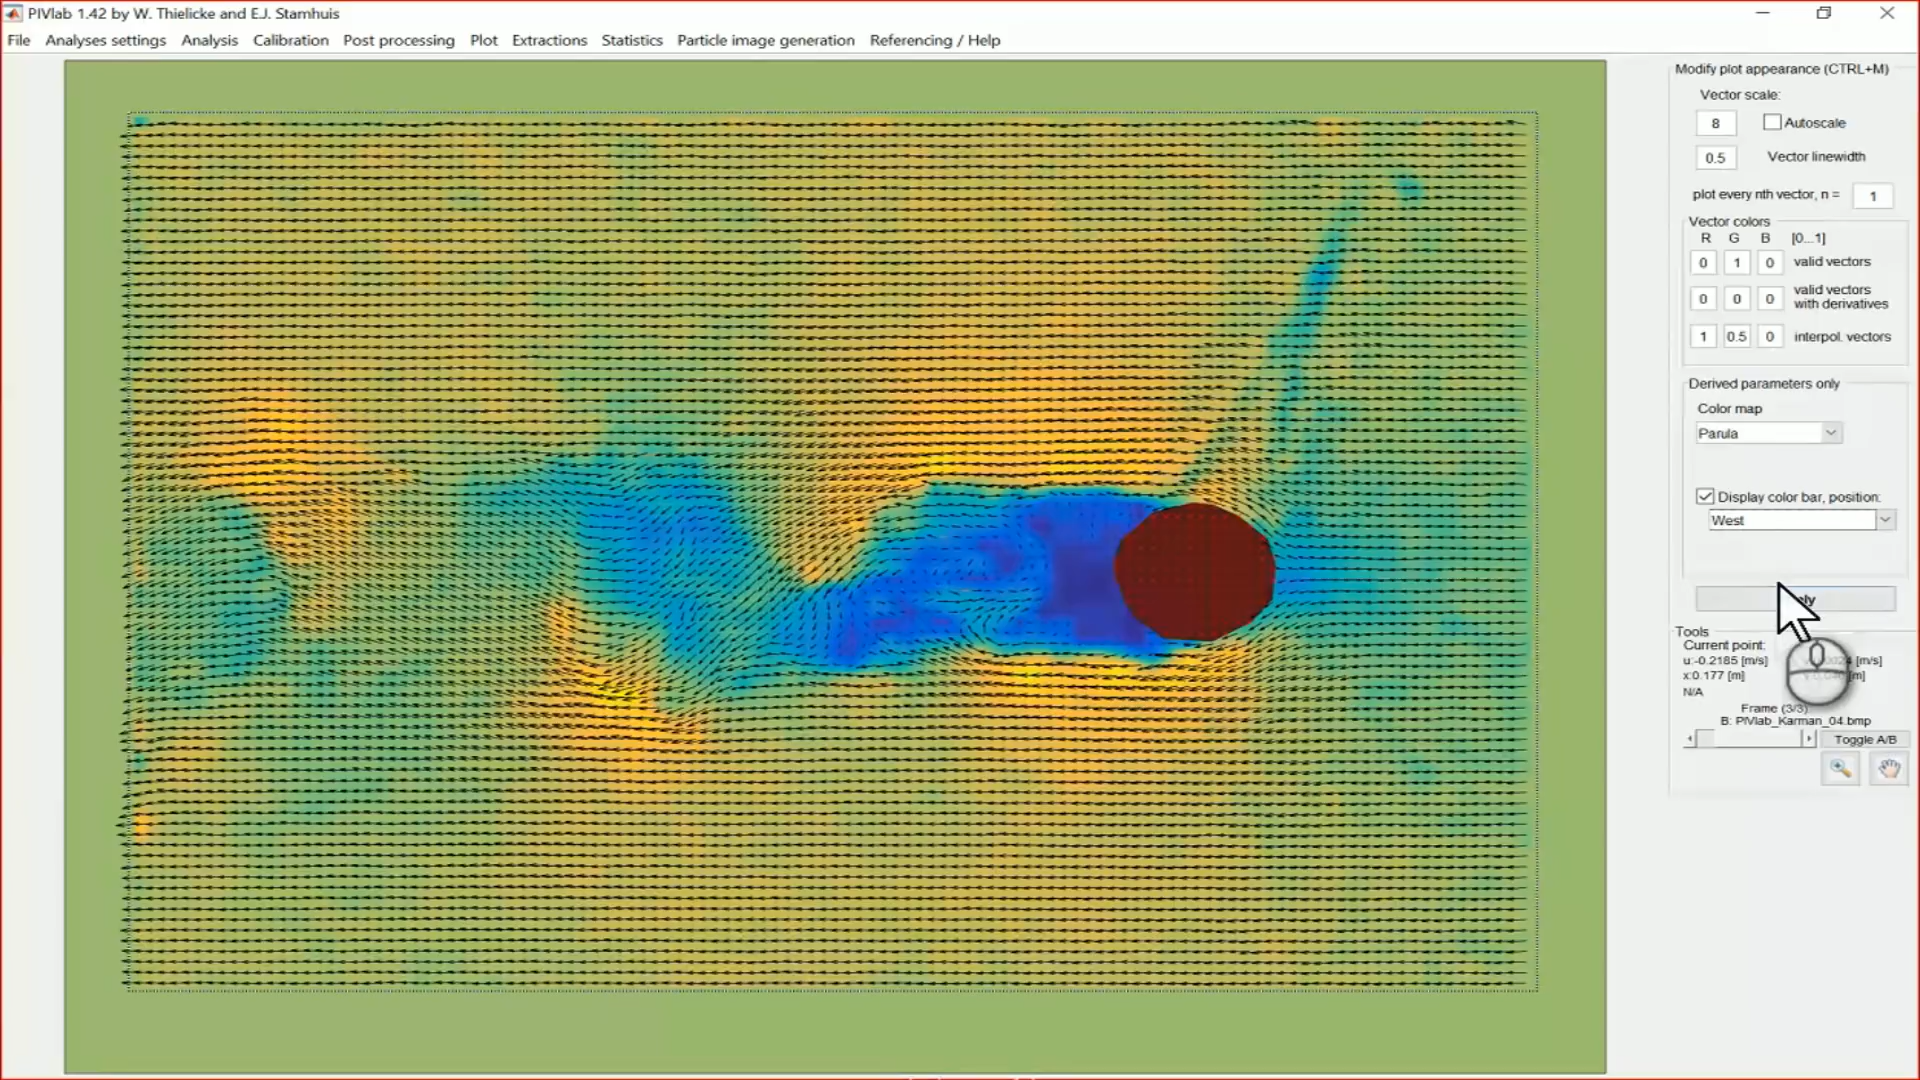 PIVlab 1.42 by W. Thielicke and E.J. Stamhuis
File Analyses settings Analysis Calibration Post processing Plot Extractions Statistics Particle image generation Referencing / Help
Modify plot appearance (CTRL+M)
Vector scale:
8 Autoscale
0.5 Vector linewidth
plot every nth vector, n = 1
Vector colors
R G B [0...1]
0 1 0 valid vectors
0 0 0 valid vectors
with derivatives
1 0.5 0 interpol. vectors
Derived parameters only
Color map
Parula
Display color bar, position:
West
Tools
Current point:
u:-0.2185 [m/s] [m/s]
x:0.177 [m] [m]
N/A
Frame (3/3):
B: PIVlab_Karman_04.bmp
Toggle A/B